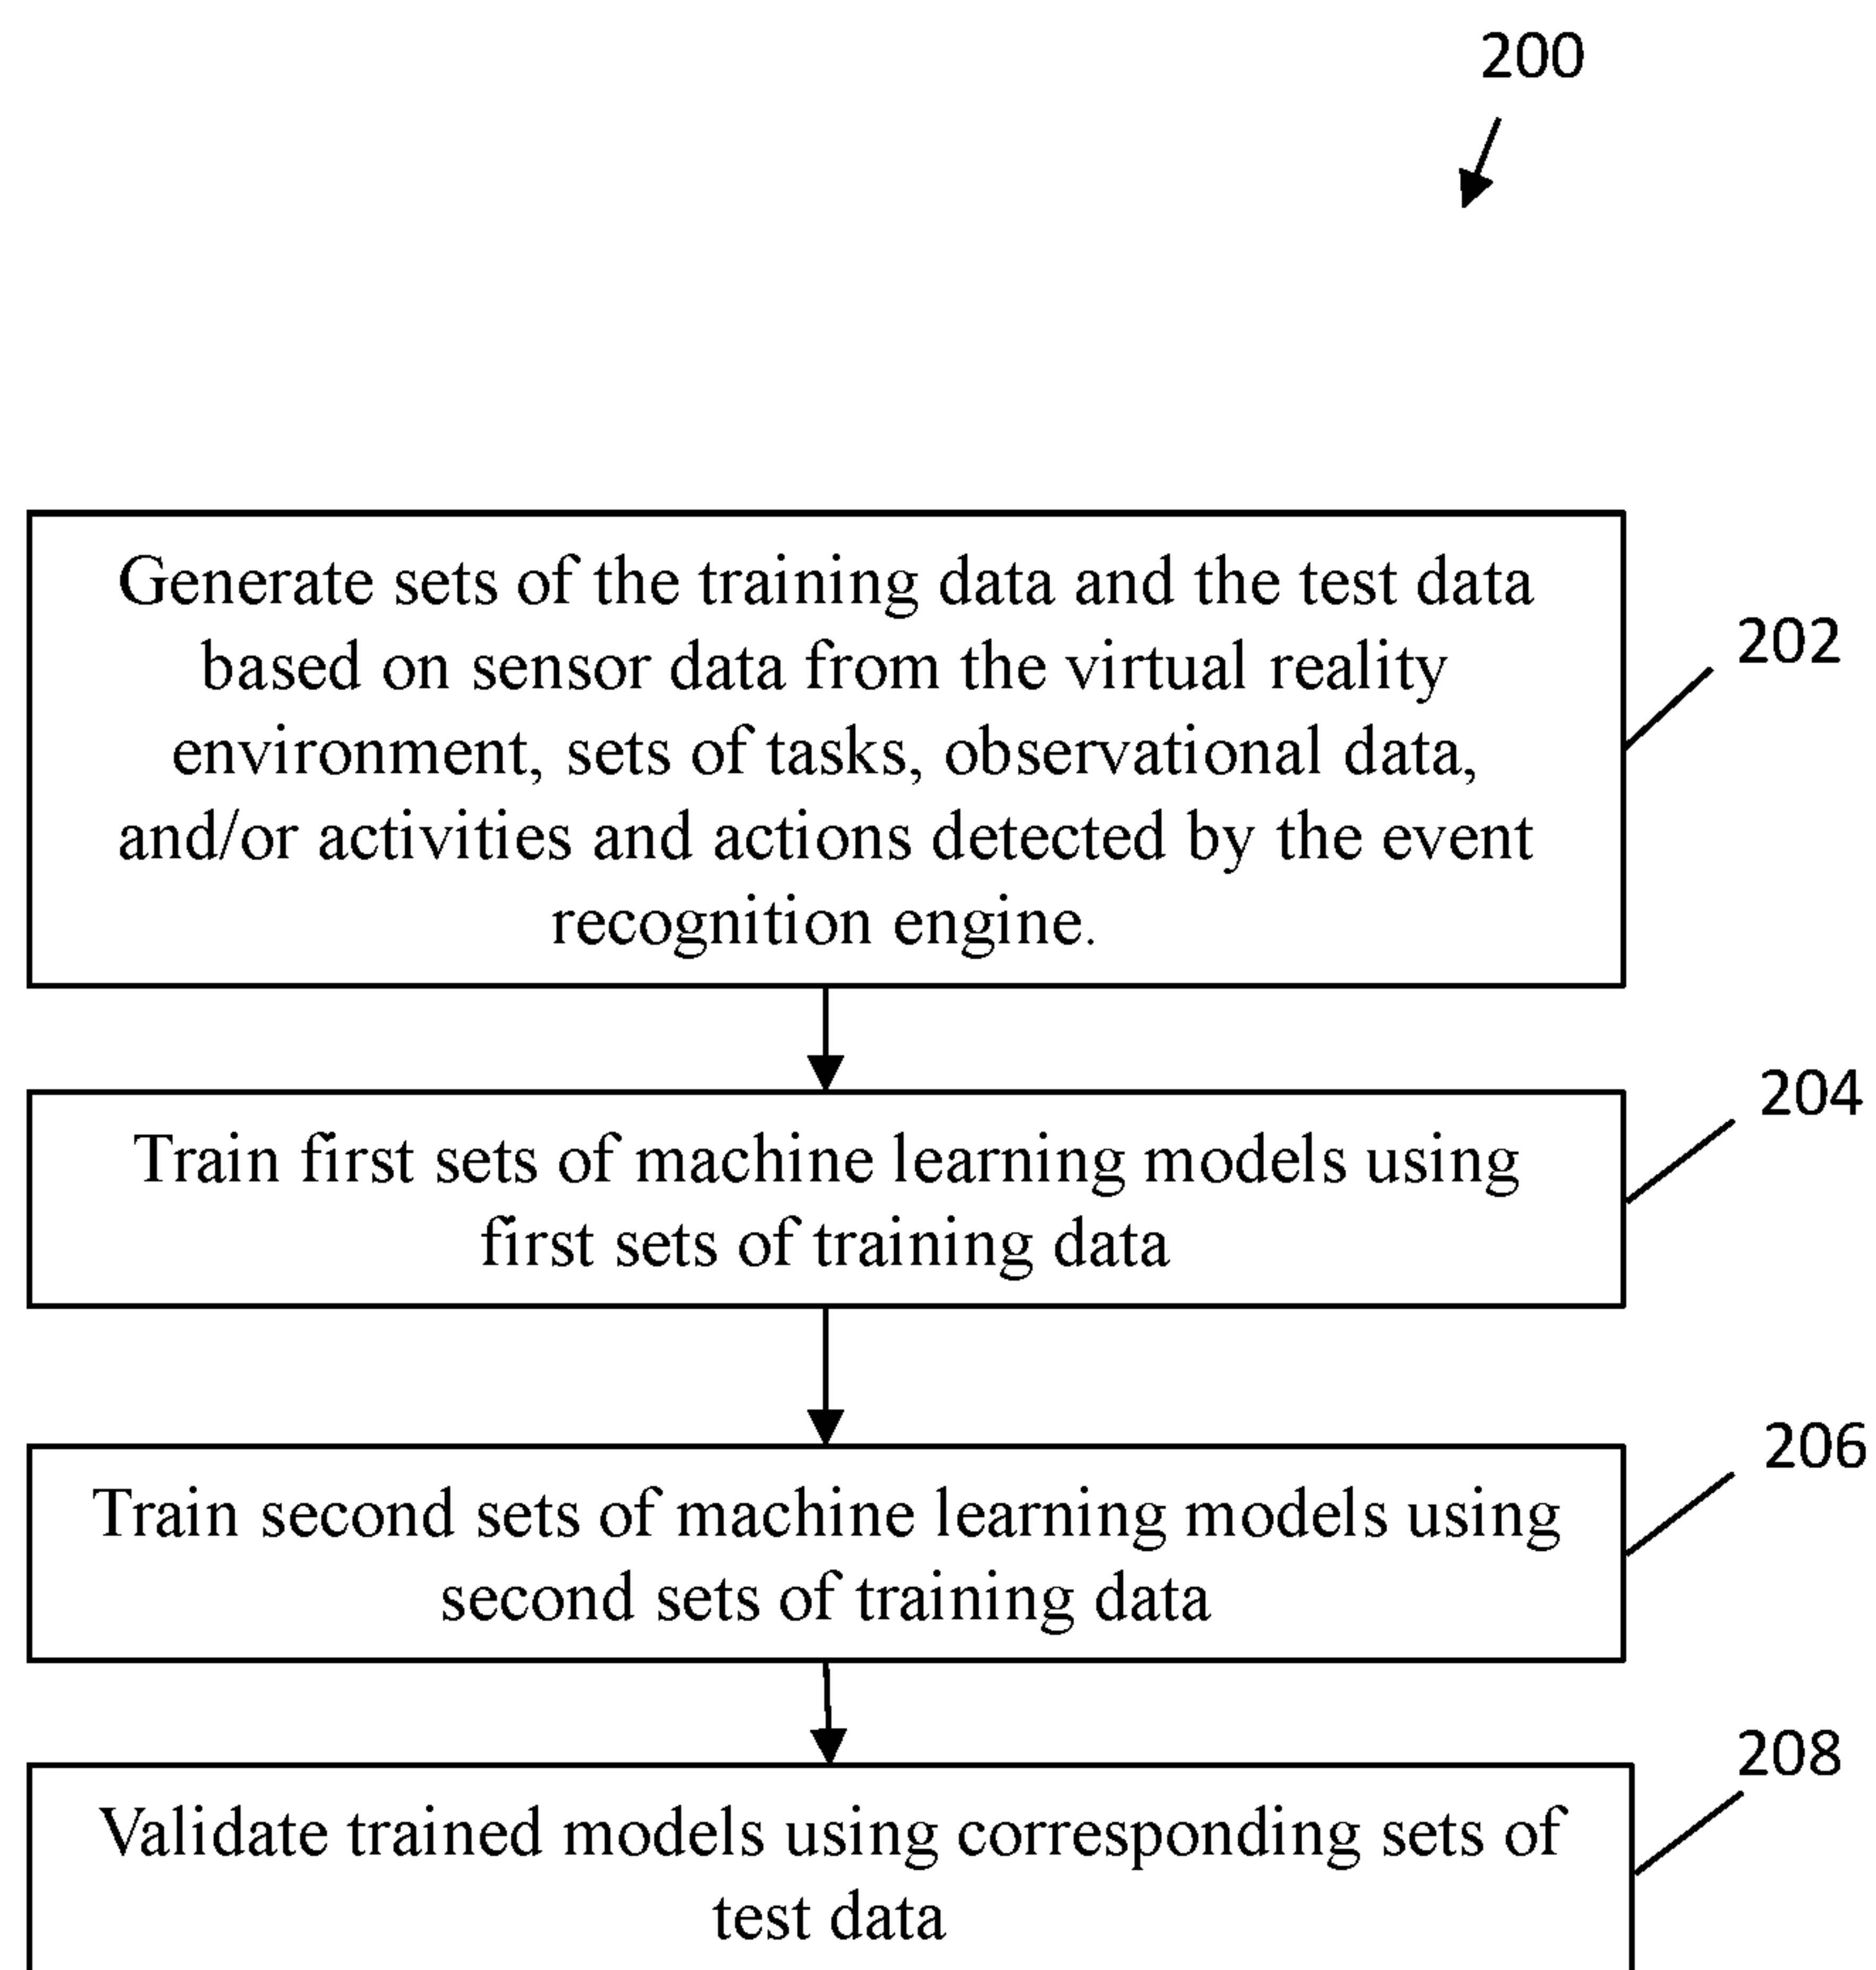 200
Generate sets of the training data and the test data
based on sensor data from the virtual reality
environment, sets of tasks, observational data,
and/or activities and actions detected by the event
recognition engine.
202
Train first sets of machine learning models using
first sets of training data
204
Train second sets of machine learning models using
second sets of training data
206
Validate trained models using corresponding sets of
test data
208